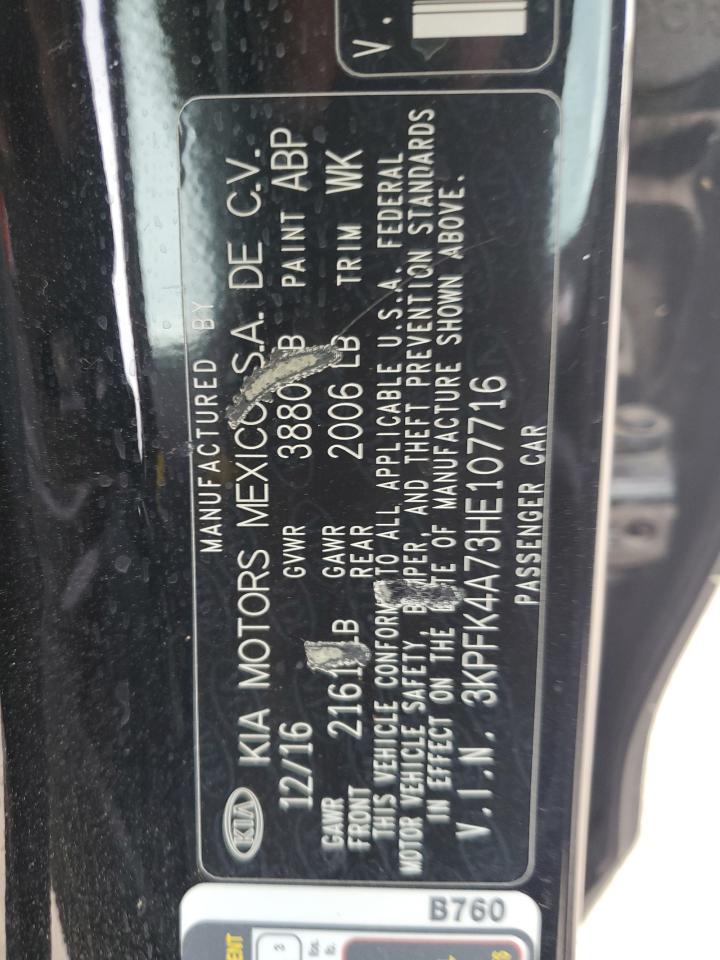 V.
MANUFACTURED BY
KIA KIA MOTORS MEXICO S.A. DE C.V.
12/16 GVWR 3880 LB PAINT ABP
GAWR FRONT 2161 LB GAWR REAR 2006 LB TRIM WK
THIS VEHICLE CONFORM TO ALL APPLICABLE U.S.A. FEDERAL
MOTOR VEHICLE SAFETY, BUMPER, AND THEFT PREVENTION STANDARDS
IN EFFECT ON THE DATE OF MANUFACTURE SHOWN ABOVE.
V.I.N. 3KPFK4A73HE107716
PASSENGER CAR
B760